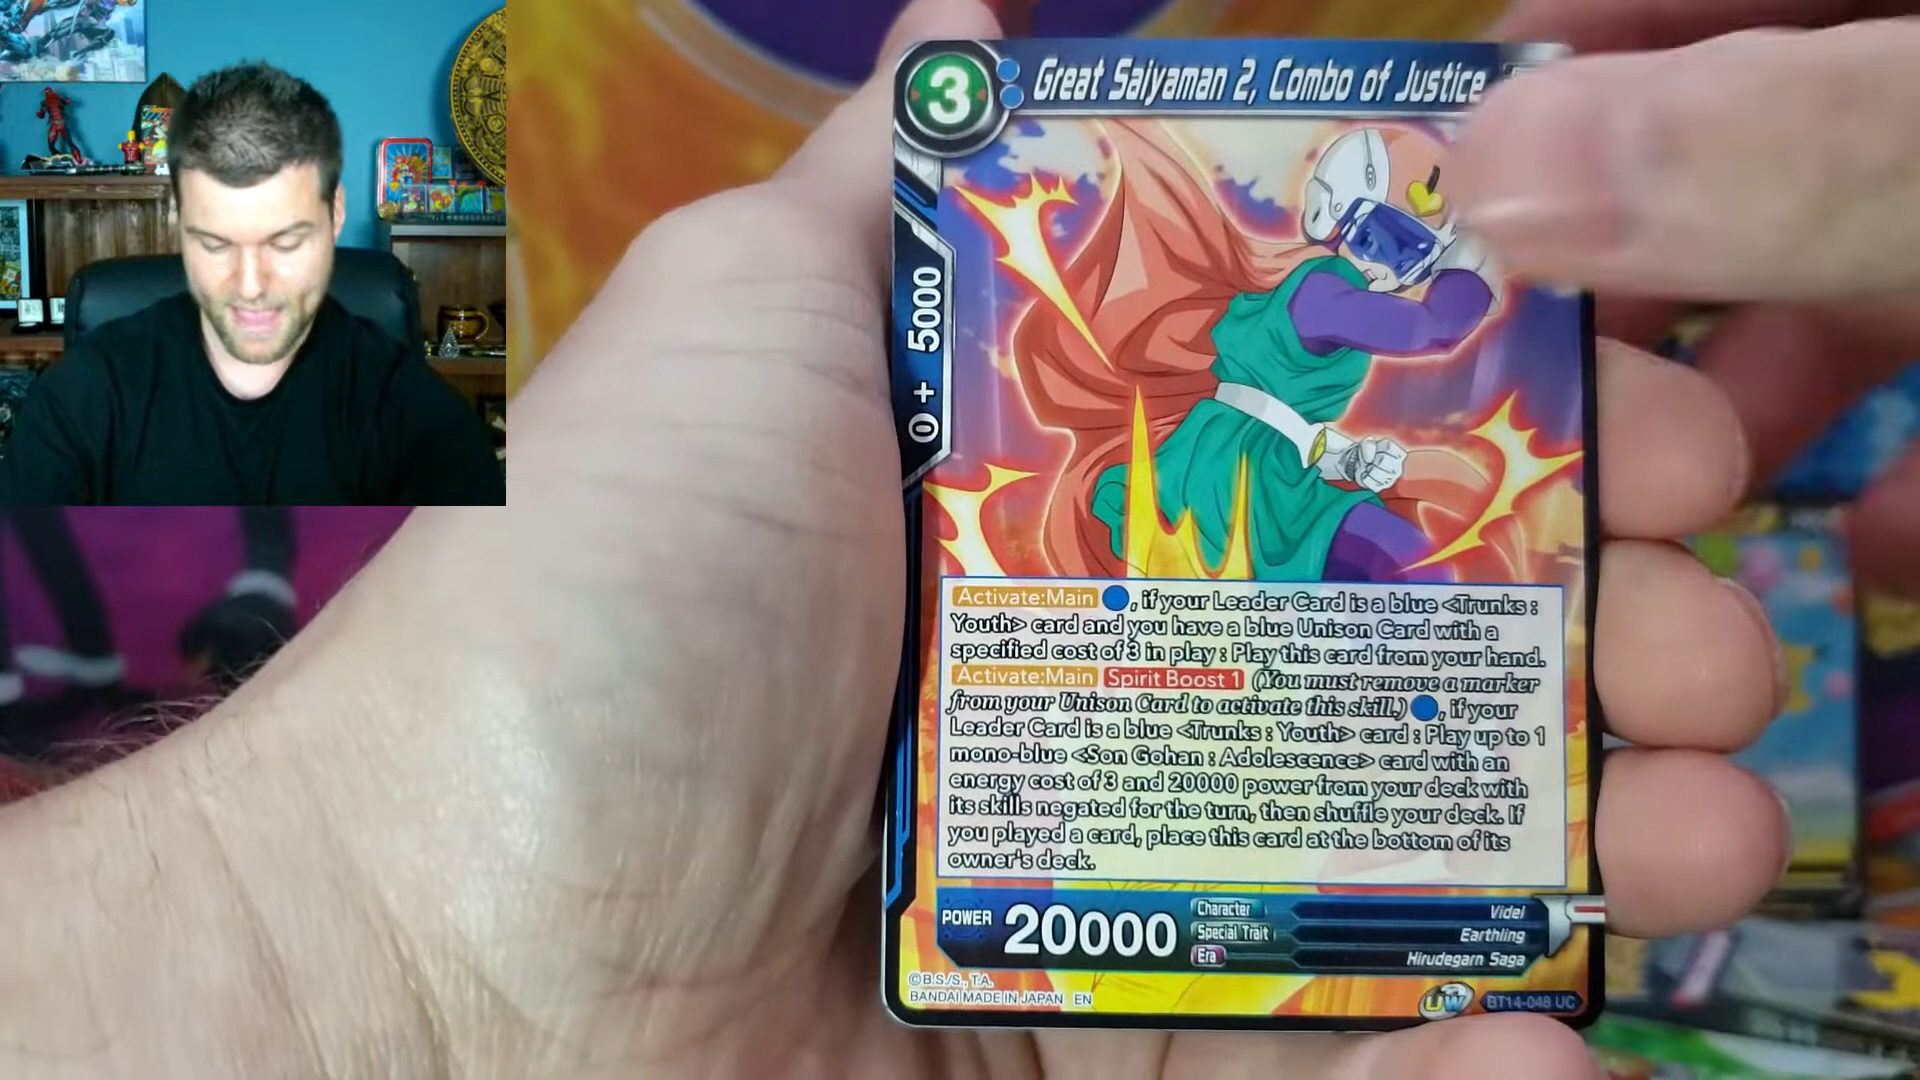 3
Great Saiyaman 2, Combo of Justice
0 + 5000
Activate:Main , if your Leader Card is a blue <Trunks :
Youth> card and you have a blue Unison Card with a
specified cost of 3 in play : Play this card from your hand.
Activate:Main Spirit Boost 1 (You must remove a marker
from your Unison Card to activate this skill.) , if your
Leader Card is a blue <Trunks : Youth> card : Play up to 1
mono-blue <Son Gohan : Adolescence> card with an
energy cost of 3 and 20000 power from your deck with
its skills negated for the turn, then shuffle your deck. If
you played a card, place this card at the bottom of its
owner's deck.
POWER 20000
Character Videl
Special Trait Earthling
Era Hirudegarn Saga
©B.S./S., T.A.
BANDAI MADE IN JAPAN EN
UW BT14-048 UC